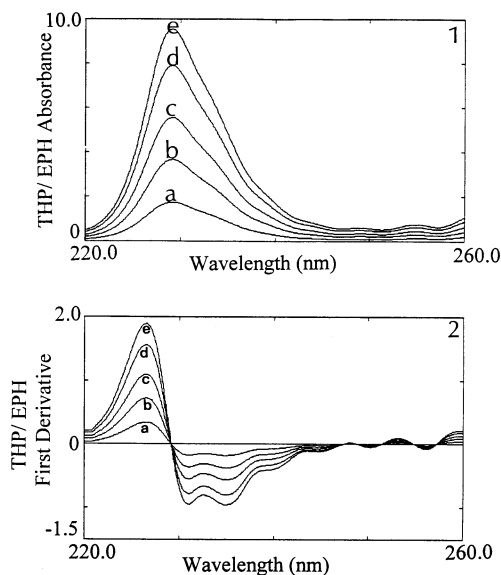 10.0
1
THP/ EPH Absorbance
e
d
c
b
a
0
220.0
260.0
Wavelength (nm)
2.0
2
THP/ EPH
First Derivative
e
d
c
b
a
0
-1.5
220.0
260.0
Wavelength (nm)